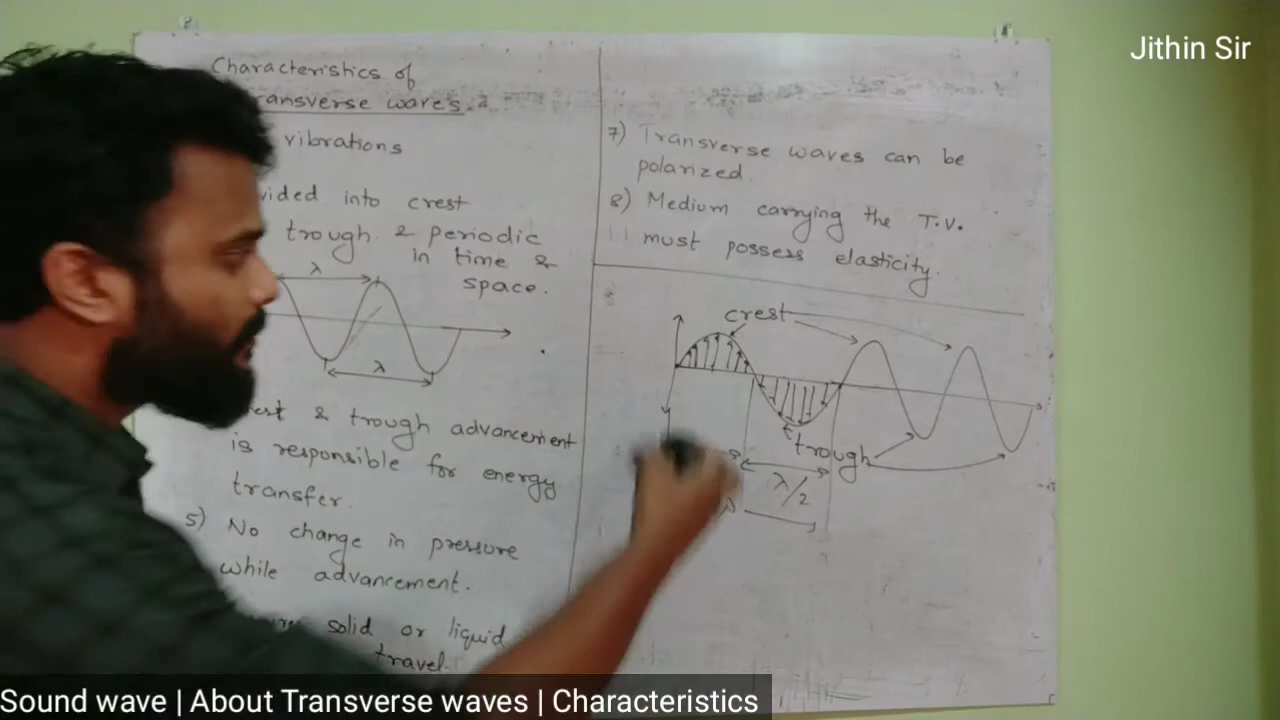 Jithin Sir
Characteristics of
ransverse waves.
vibrations
vided into crest
trough & periodic
in time &
space.
λ
λ
est & trough advancement
is responsible for energy
transfer.
5) No change in pressure
while advancement.
solid or liquid
travel
7) Transverse waves can be
polarized.
8) Medium carrying the T.V.
must possess elasticity.
crest
trough
λ/2
λ
Sound wave | About Transverse waves | Characteristics